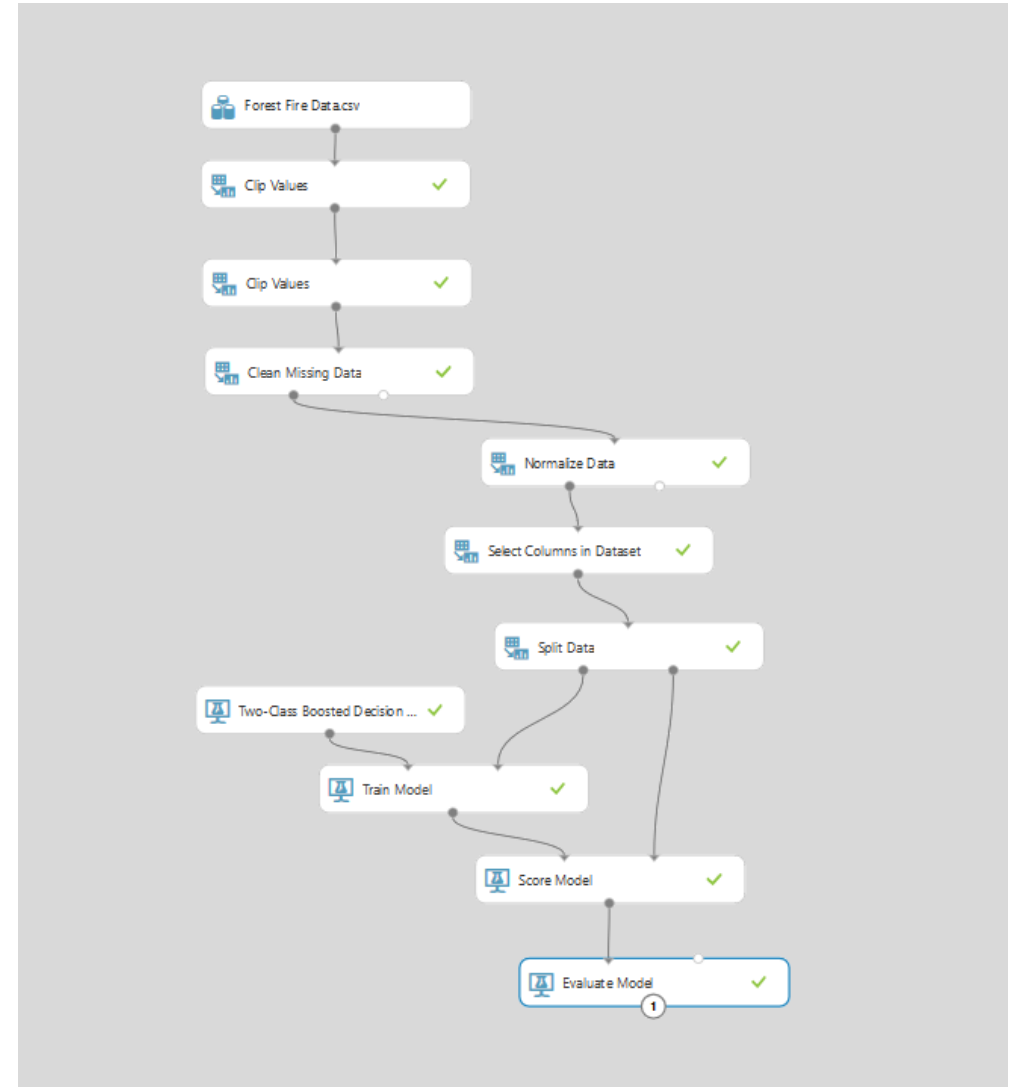 Forest Fire Data.csv
Clip Values
Clip Values
Clean Missing Data
Normalize Data
Select Columns in Dataset
Split Data
Two-Class Boosted Decision ...
Train Model
Score Model
Evaluate Model
1